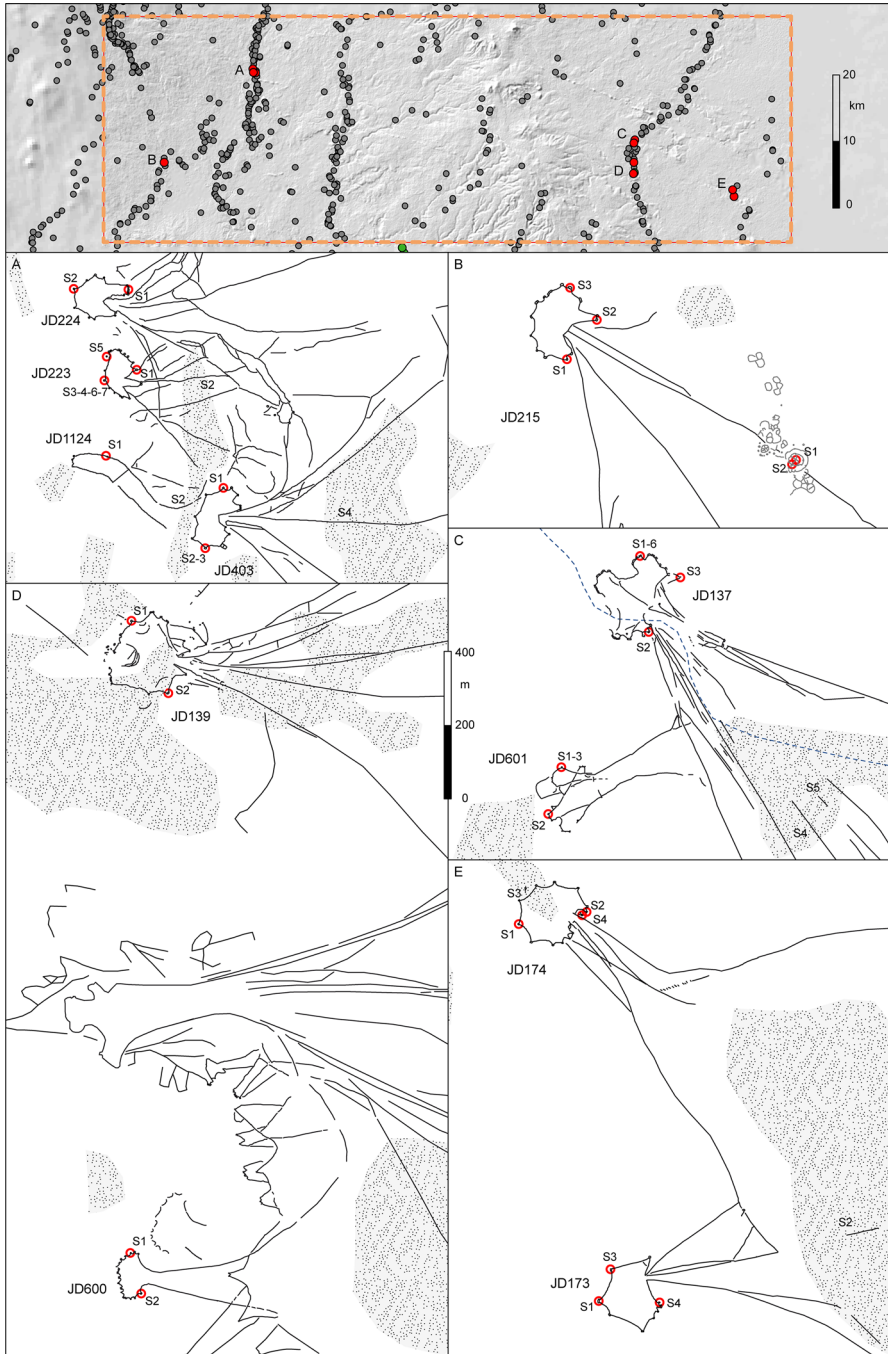 A
B
C
D
E
20
km
10
0
A
S2
S1
JD224
S5
JD223
S1
S2
S3-4-6-7
JD1124
S1
S2
S1
S4
S2-3
JD403
B
S3
S2
S1
JD215
S1
S2
C
S1-6
S3
JD137
S2
JD601
S1-3
S2
S5
S4
D
S1
S2
JD139
400
m
200
0
S1
JD600
S2
E
S3
S2
S4
S1
JD174
S2
S3
JD173
S1
S4